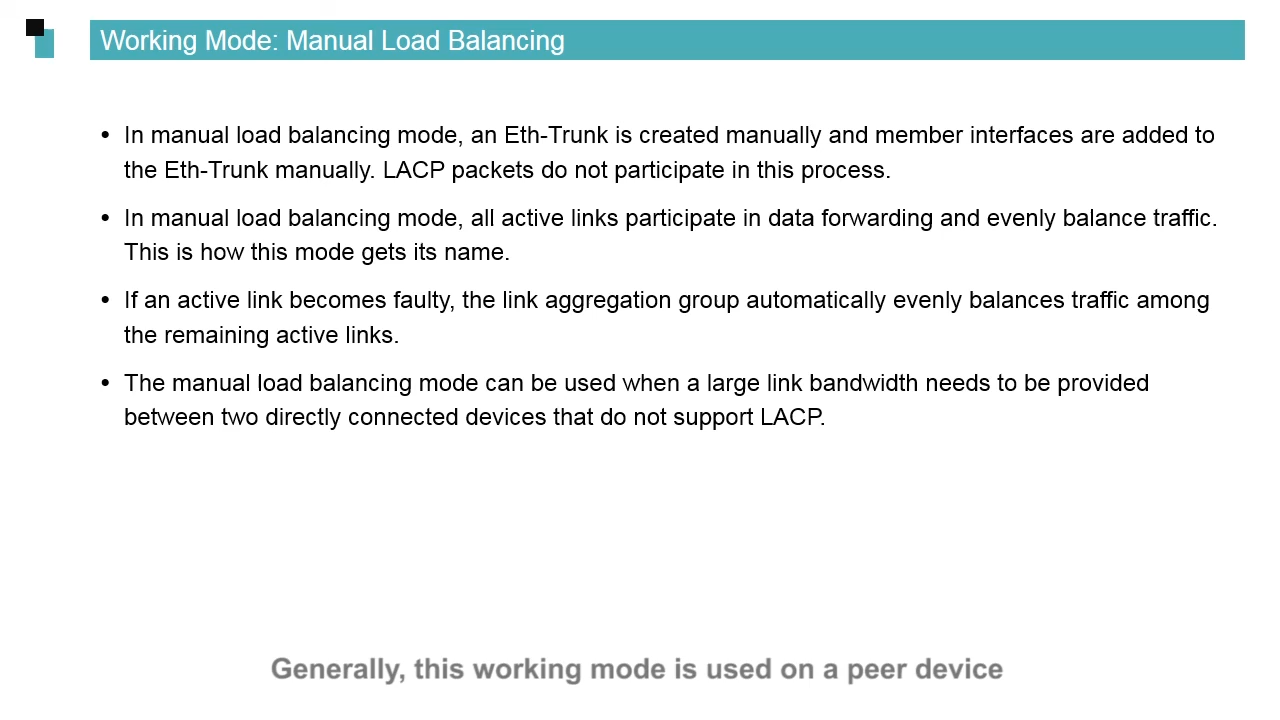 Working Mode: Manual Load Balancing
• In manual load balancing mode, an Eth-Trunk is created manually and member interfaces are added to
the Eth-Trunk manually. LACP packets do not participate in this process.
• In manual load balancing mode, all active links participate in data forwarding and evenly balance traffic.
This is how this mode gets its name.
• If an active link becomes faulty, the link aggregation group automatically evenly balances traffic among
the remaining active links.
• The manual load balancing mode can be used when a large link bandwidth needs to be provided
between two directly connected devices that do not support LACP.
Generally, this working mode is used on a peer device